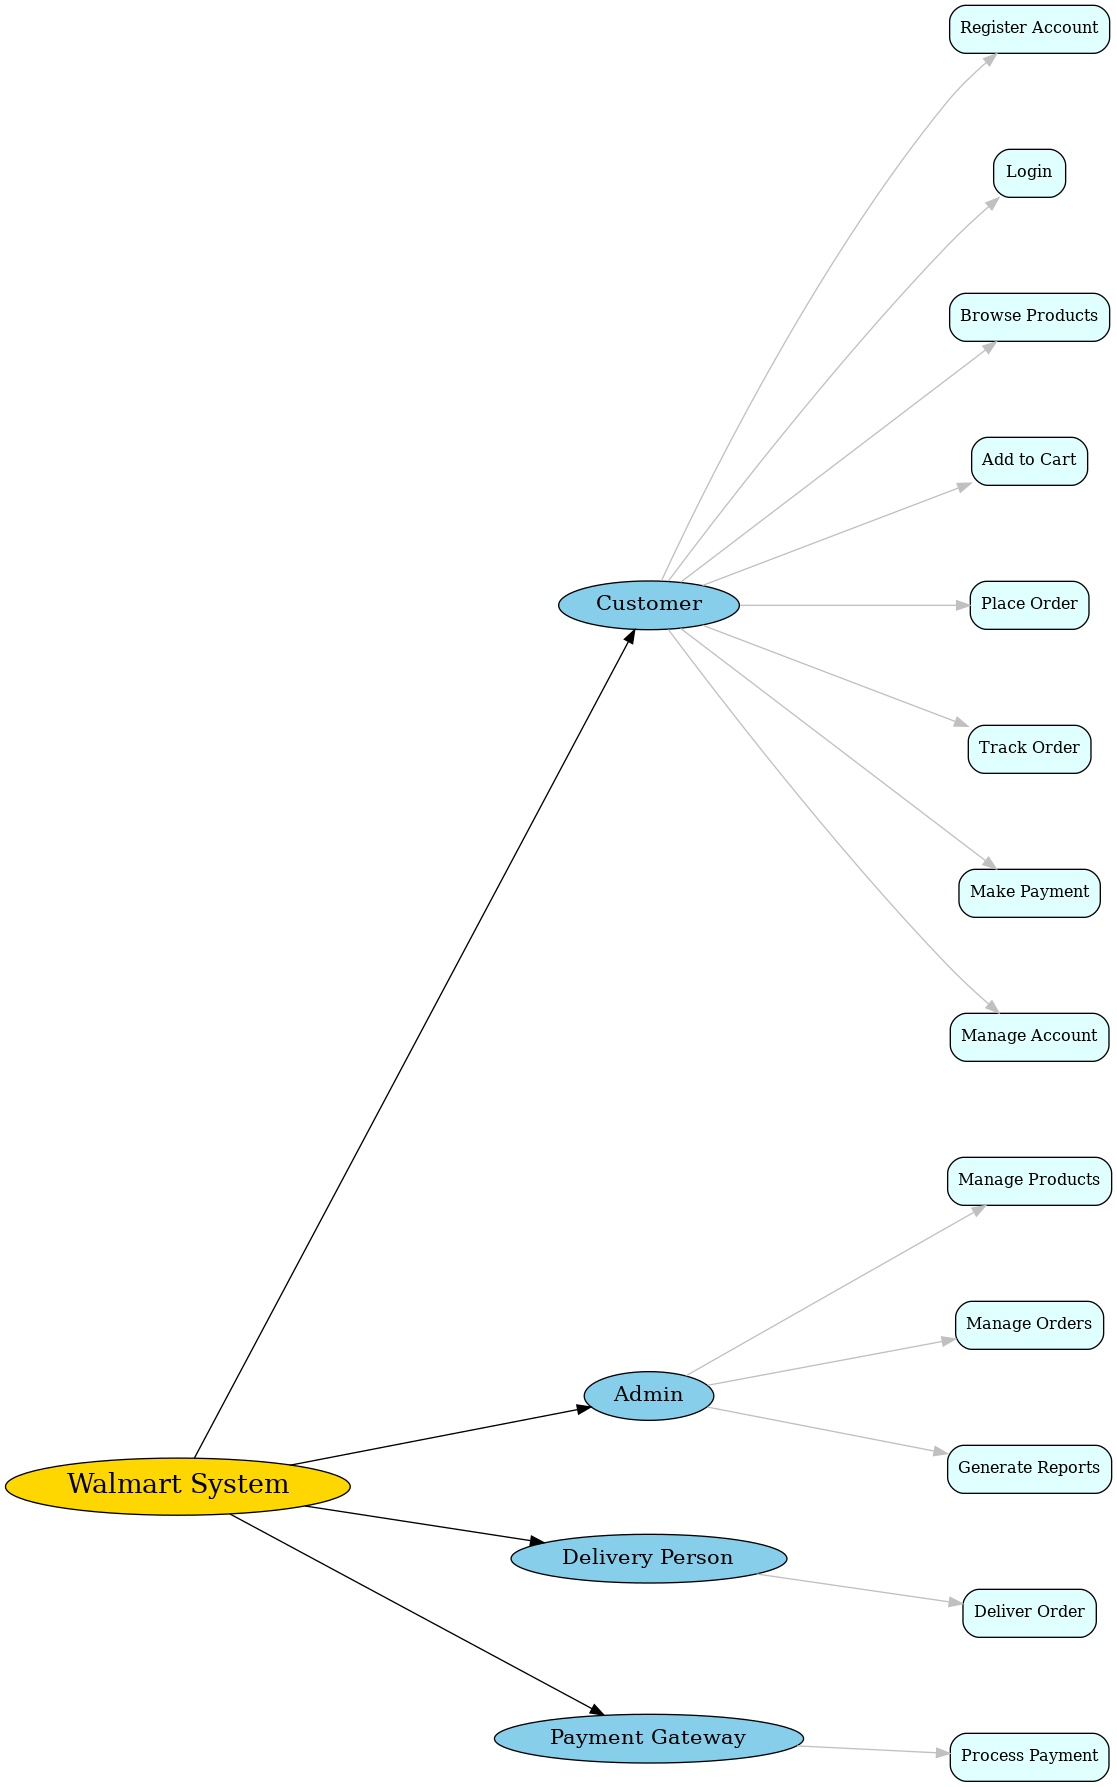 Register Account
Login
Browse Products
Add to Cart
Customer
Place Order
Track Order
Make Payment
Manage Account
Manage Products
Manage Orders
Admin
Generate Reports
Walmart System
Delivery Person
Deliver Order
Payment Gateway
Process Payment